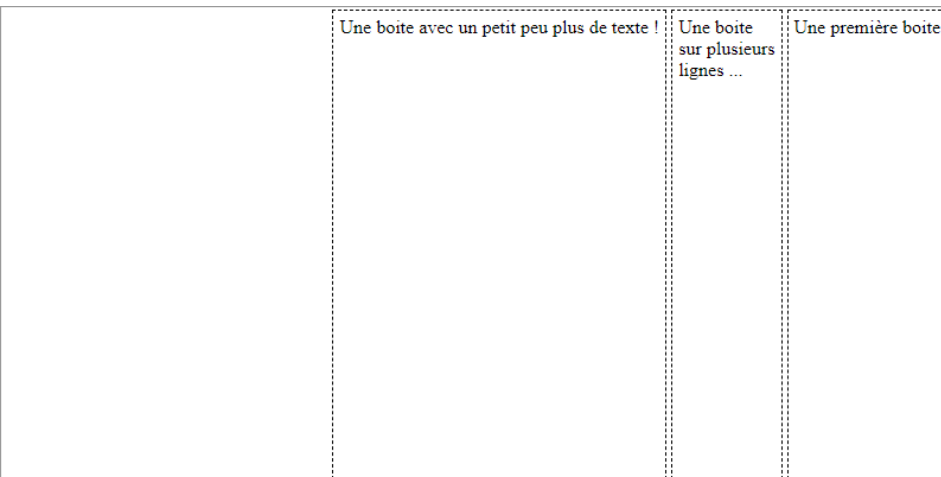 Une boite avec un petit peu plus de texte !
Une boite
sur plusieurs
lignes ...
Une première boite